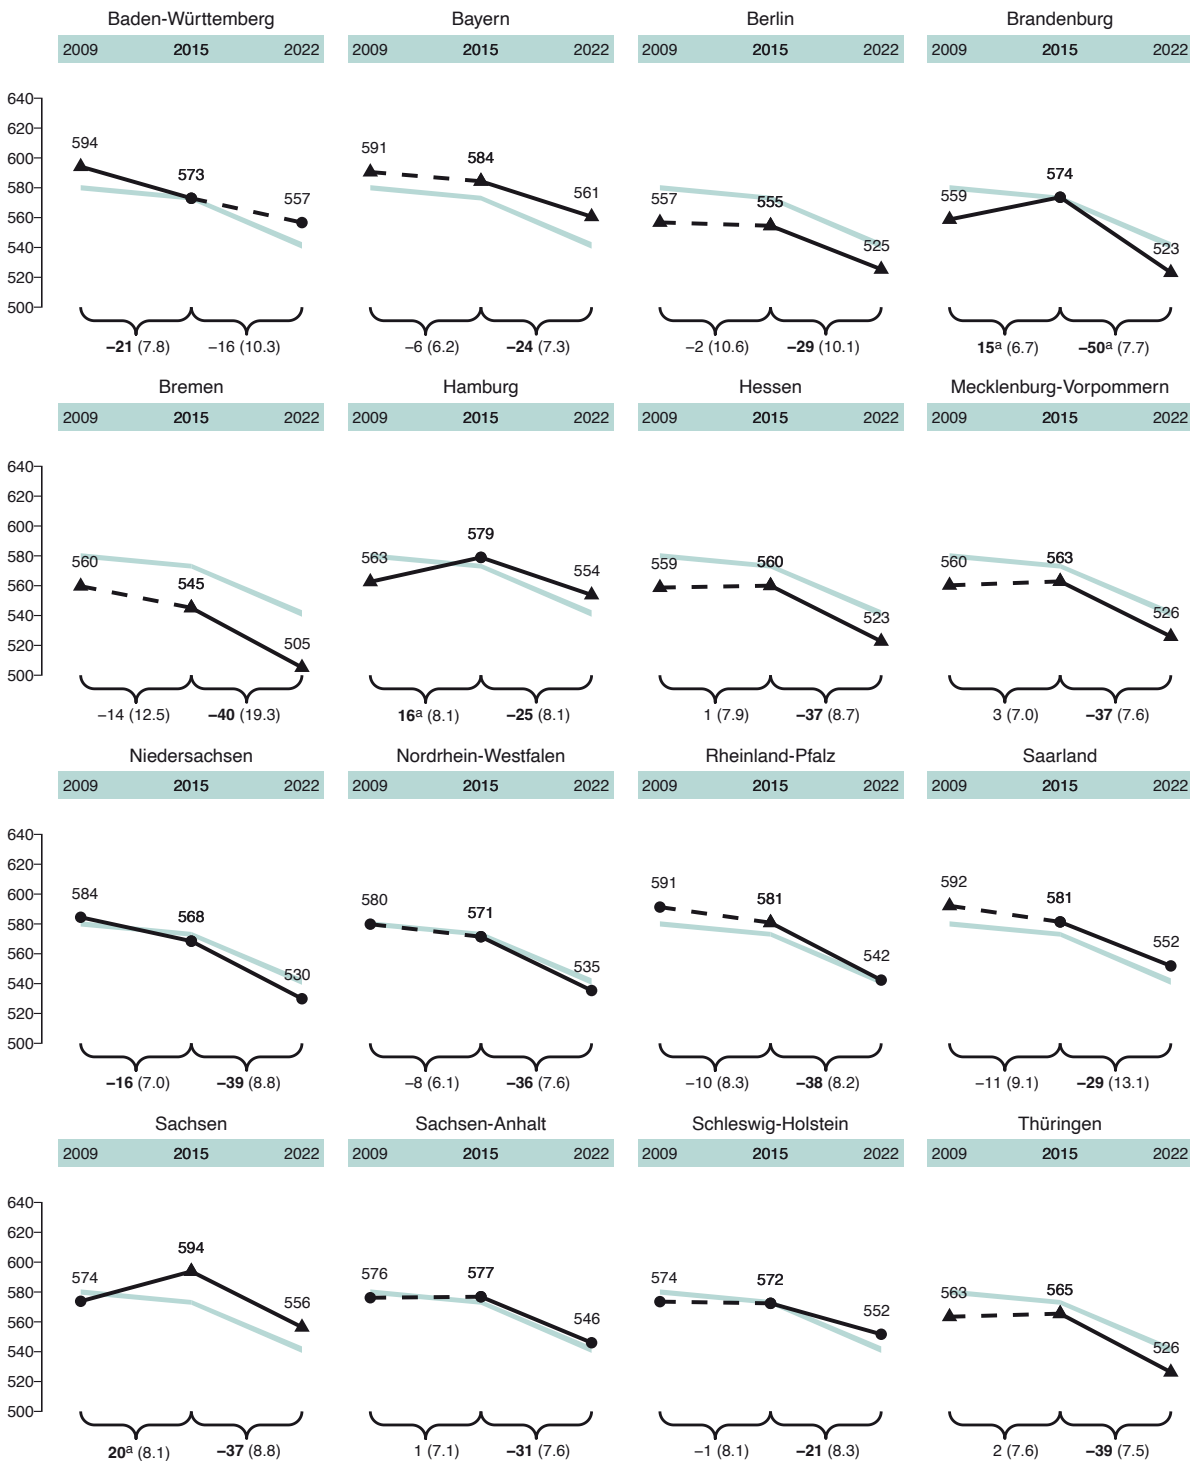 Baden-Württemberg Bayern Berlin Brandenburg
2009 2015 2022 2009 2015 2022 2009 2015 2022 2009 2015 2022
640
620
600
580
560
540
520
500
594 573 557
591 584 561
557 555 525
559 574 523
−21 (7.8) −16 (10.3) −6 (6.2) −24 (7.3) −2 (10.6) −29 (10.1) 15ª (6.7) −50ª (7.7)
Bremen Hamburg Hessen Mecklenburg-Vorpommern
2009 2015 2022 2009 2015 2022 2009 2015 2022 2009 2015 2022
640
620
600
580
560
540
520
500
560 545 505
563 579 554
559 560 523
560 563 526
−14 (12.5) −40 (19.3) 16ª (8.1) −25 (8.1) 1 (7.9) −37 (8.7) 3 (7.0) −37 (7.6)
Niedersachsen Nordrhein-Westfalen Rheinland-Pfalz Saarland
2009 2015 2022 2009 2015 2022 2009 2015 2022 2009 2015 2022
640
620
600
580
560
540
520
500
584 568 530
580 571 535
591 581 542
592 581 552
−16 (7.0) −39 (8.8) −8 (6.1) −36 (7.6) −10 (8.3) −38 (8.2) −11 (9.1) −29 (13.1)
Sachsen Sachsen-Anhalt Schleswig-Holstein Thüringen
2009 2015 2022 2009 2015 2022 2009 2015 2022 2009 2015 2022
640
620
600
580
560
540
520
500
574 594 556
576 577 546
574 572 552
563 565 526
20ª (8.1) −37 (8.8) 1 (7.1) −31 (7.6) −1 (8.1) −21 (8.3) 2 (7.6) −39 (7.5)